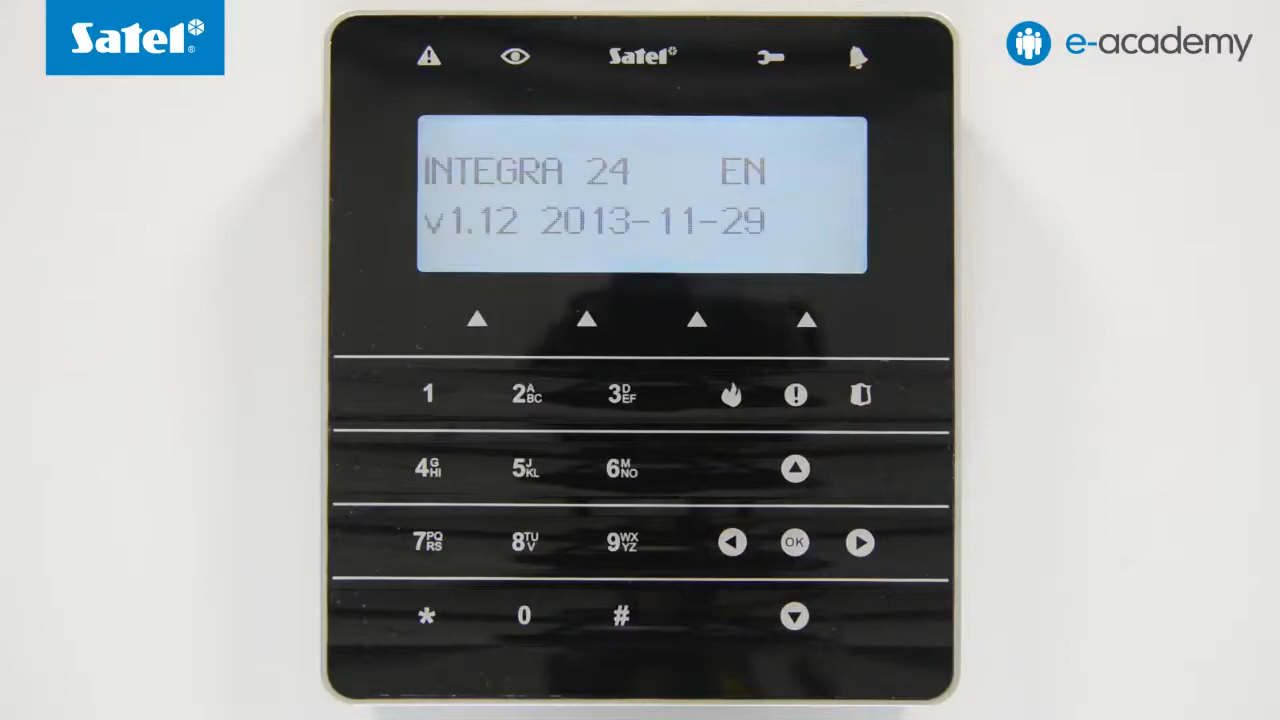 Satel®
e-academy
Satel
INTEGRA 24 EN
v1.12 2013-11-29
1 2ABC 3DEF
4GHI 5JKL 6MNO
7PQRS 8TUV 9WXYZ OK
* 0 #